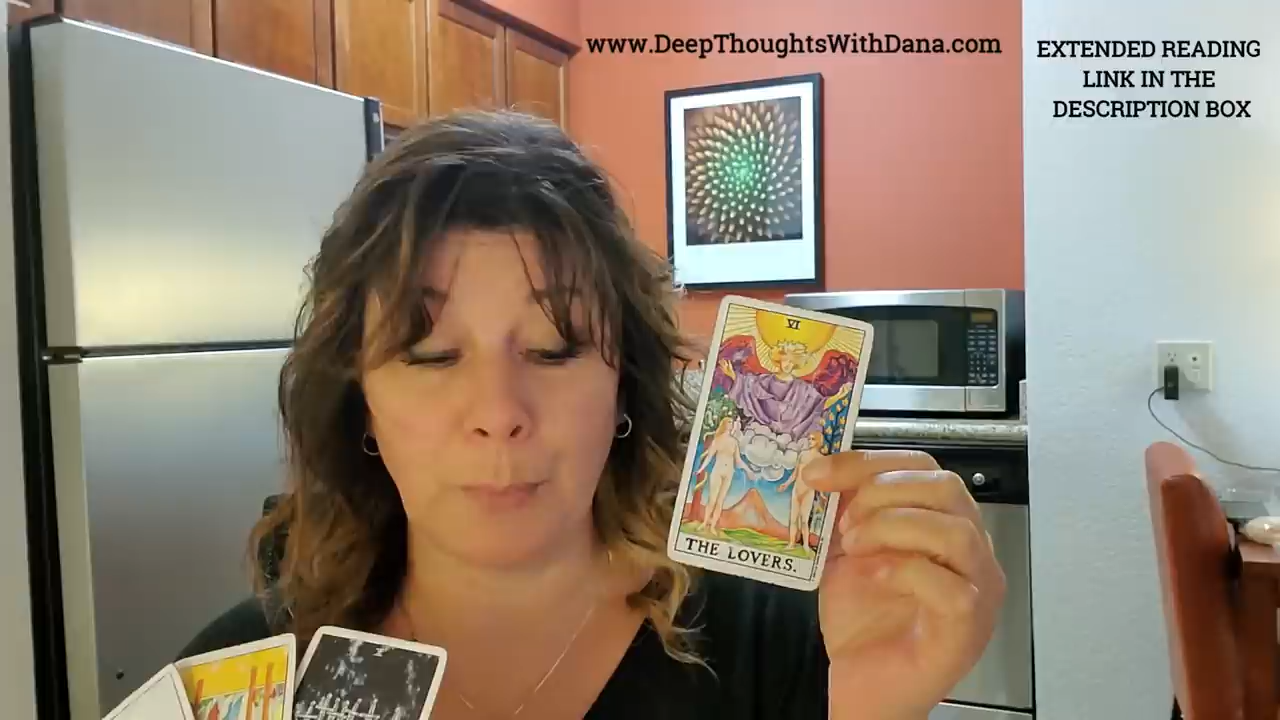 www.DeepThoughtsWithDana.com
EXTENDED READING
LINK IN THE
DESCRIPTION BOX
VI
THE LOVERS.